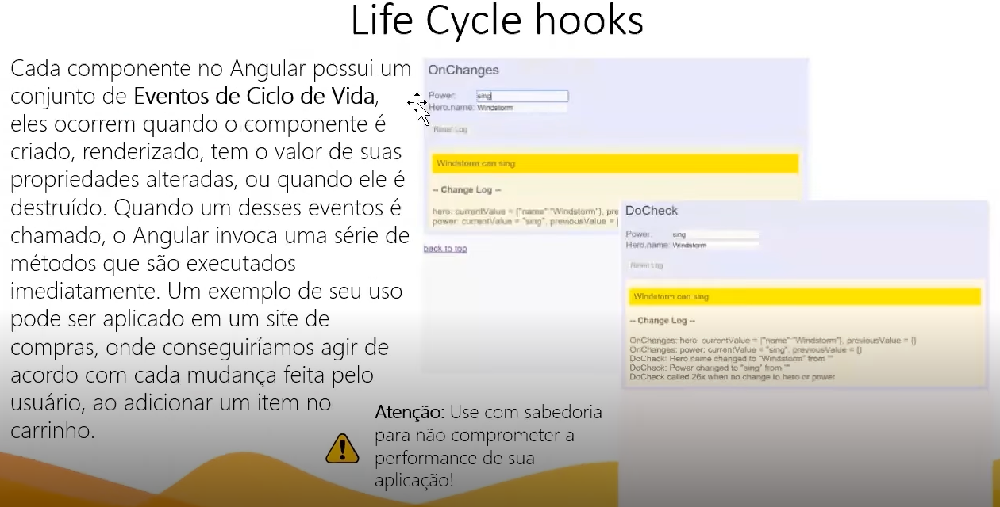 Life Cycle hooks
Cada componente no Angular possui um
conjunto de Eventos de Ciclo de Vida,
eles ocorrem quando o componente é
criado, renderizado, tem o valor de suas
propriedades alteradas, ou quando ele é
destruído. Quando um desses eventos é
chamado, o Angular invoca uma série de
métodos que são executados
imediatamente. Um exemplo de seu uso
pode ser aplicado em um site de
compras, onde conseguiríamos agir de
acordo com cada mudança feita pelo
usuário, ao adicionar um item no
carrinho.
OnChanges
Power: sing
Hero.name: Windstorm
Reset Log
Windstorm can sing
-- Change Log --
hero: currentValue = {"name":"Windstorm"}, pre
power: currentValue = "sing", previousValue = {
back to top
DoCheck
Power: sing
Hero.name: Windstorm
Reset Log
Windstorm can sing
-- Change Log --
OnChanges: hero: currentValue = {"name":"Windstorm"}, previousValue = {}
OnChanges: power: currentValue = "sing", previousValue = {}
DoCheck: Hero name changed to "Windstorm" from ""
DoCheck: Power changed to "sing" from ""
DoCheck called 26x when no change to hero or power
Atenção: Use com sabedoria
para não comprometer a
performance de sua
aplicação!